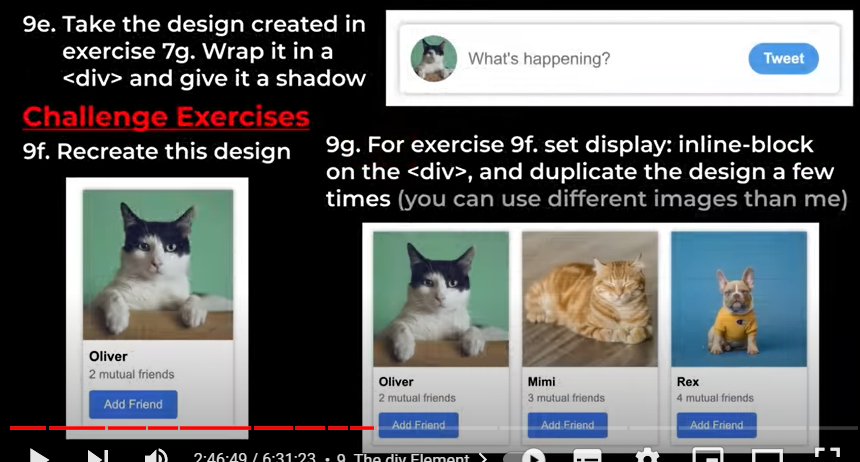 9e. Take the design created in
exercise 7g. Wrap it in a
<div> and give it a shadow
What's happening?
Tweet
Challenge Exercises
9f. Recreate this design
9g. For exercise 9f. set display: inline-block
on the <div>, and duplicate the design a few
times (you can use different images than me)
Oliver
2 mutual friends
Add Friend
Oliver
2 mutual friends
Add Friend
Mimi
3 mutual friends
Add Friend
Rex
4 mutual friends
Add Friend
2:46:49 / 6:31:23 • 9. The div Element